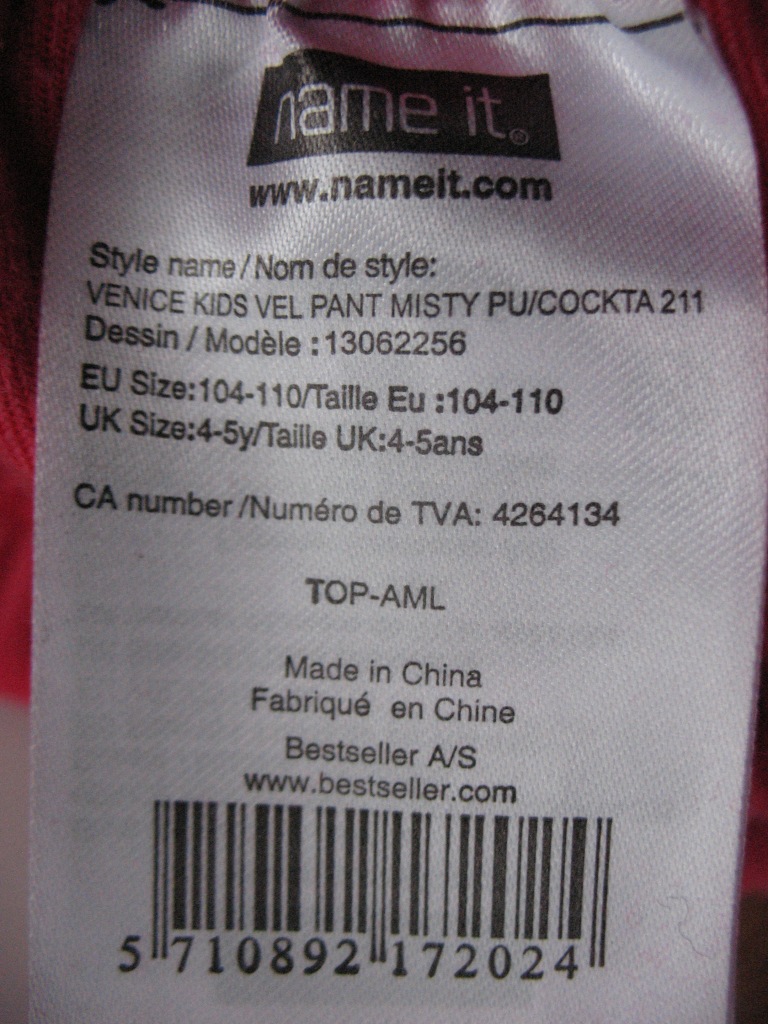 name it®
www.nameit.com
Style name/Nom de style:
VENICE KIDS VEL PANT MISTY PU/COCKTA 211
Dessin / Modèle : 13062256
EU Size:104-110/Taille Eu :104-110
UK Size:4-5y/Taille UK:4-5ans
CA number/Numéro de TVA: 4264134
TOP-AML
Made in China
Fabriqué en Chine
Bestseller A/S
www.bestseller.com
5 710892 172024